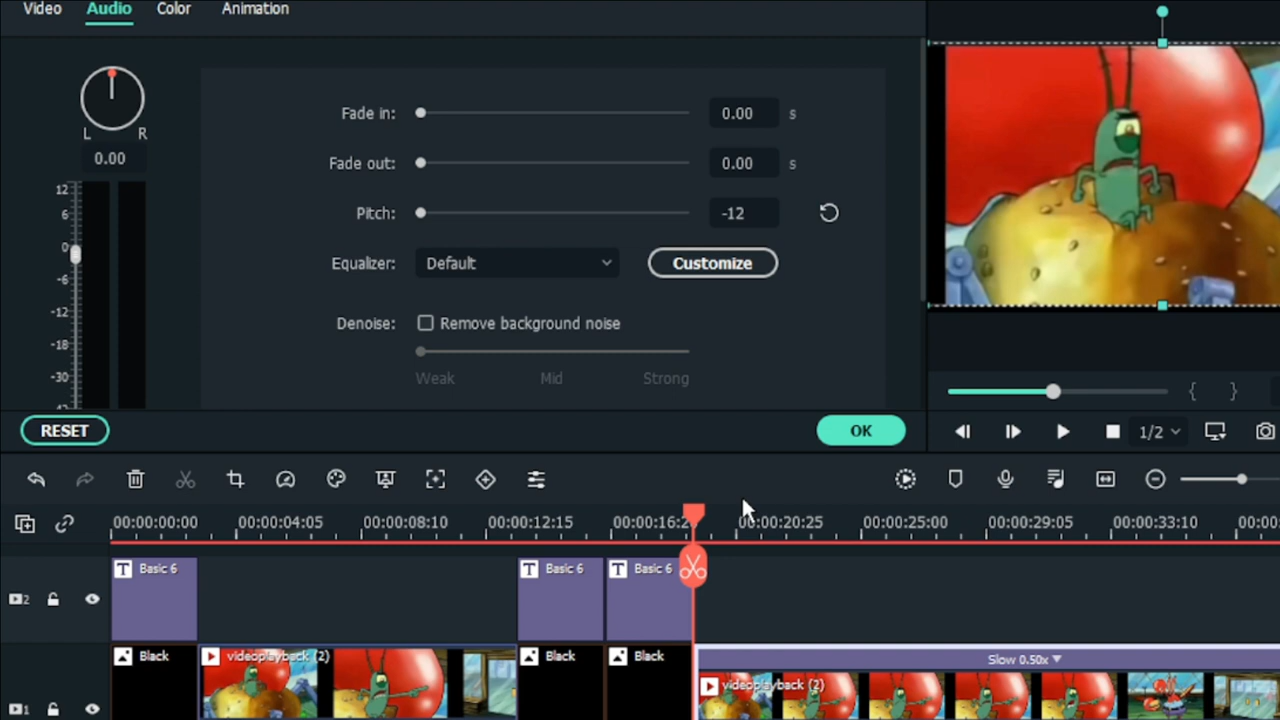 Video Audio Color Animation
L R
0.00
12
6
0
-6
-12
-18
-30
Fade in: 0.00 s
Fade out: 0.00 s
Pitch: -12
Equalizer: Default Customize
Denoise: Remove background noise
Weak Mid Strong
RESET OK
1/2
00:00:00:00 00:00:04:05 00:00:08:10 00:00:12:15 00:00:20:25 00:00:25:00 00:00:29:05 00:00:33:10
2 T Basic 6 T Basic 6 T Basic 6
Black videoplayback (2) Black Black Slow 0.50x
1 videoplayback (2)